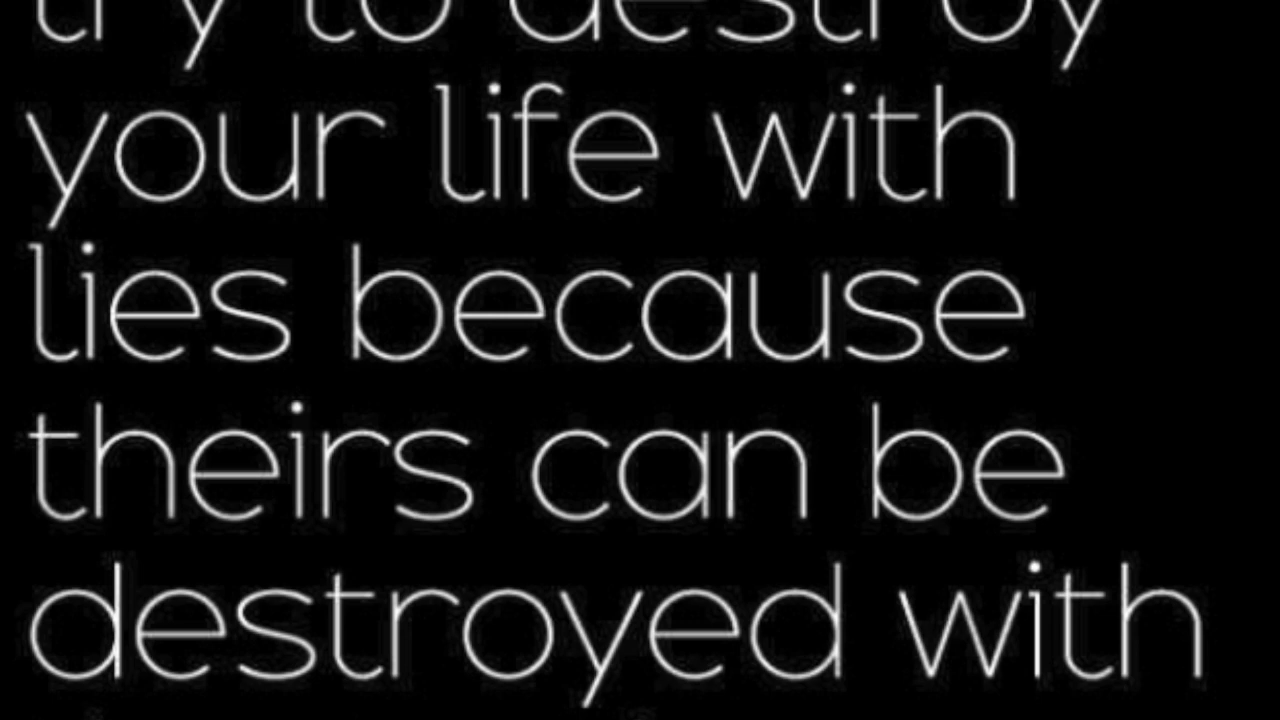 try to destroy
your life with
lies because
theirs can be
destroyed with